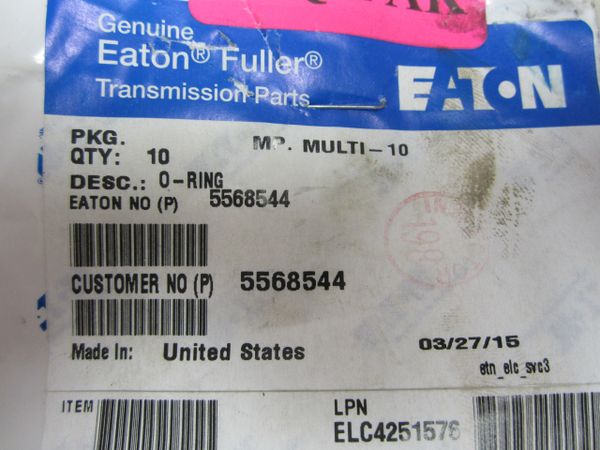 Genuine
Eaton® Fuller®
Transmission Parts
EATON
PKG.
QTY: 10
MP. MULTI-10
DESC.: O-RING
EATON NO (P) 5568544
CUSTOMER NO (P) 5568544
Made In: United States
03/27/15
etn_elc_svc3
ITEM
LPN
ELC4251576
198